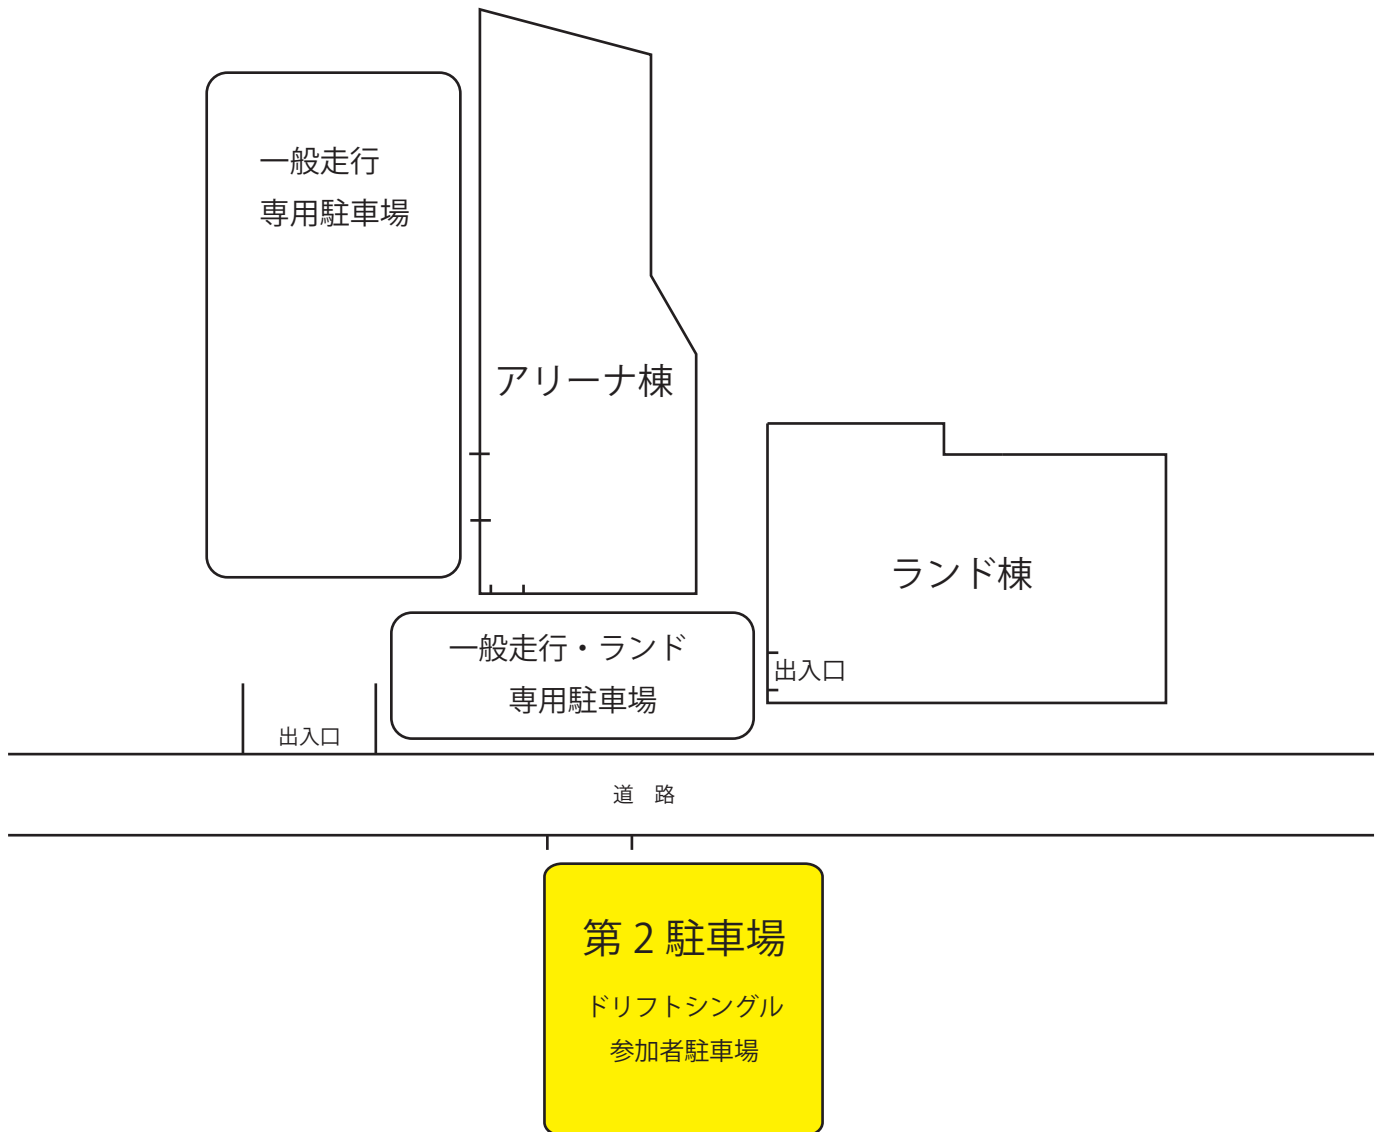 一般走行
専用駐車場
アリーナ棟
ランド棟
一般走行・ランド
専用駐車場
出入口
出入口
道　路
第 2 駐車場
ドリフトシングル
参加者駐車場